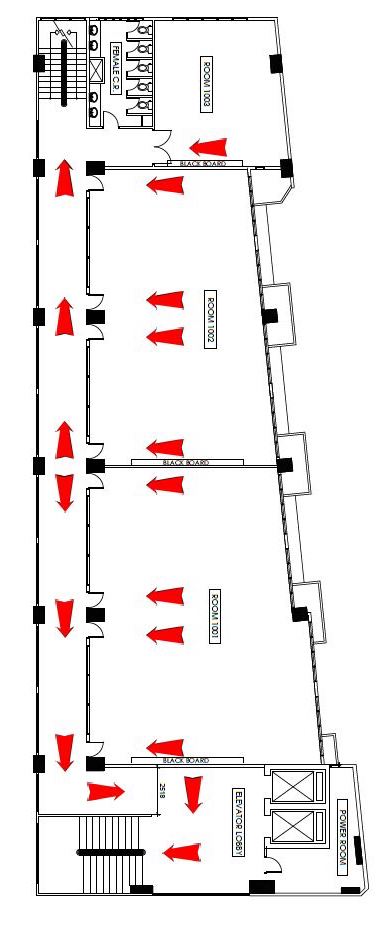 FEMALE C.R.
ROOM 1003
BLACK BOARD
ROOM 1002
BLACK BOARD
ROOM 1001
BLACK BOARD
2518
ELEVATOR LOBBY
POWER ROOM